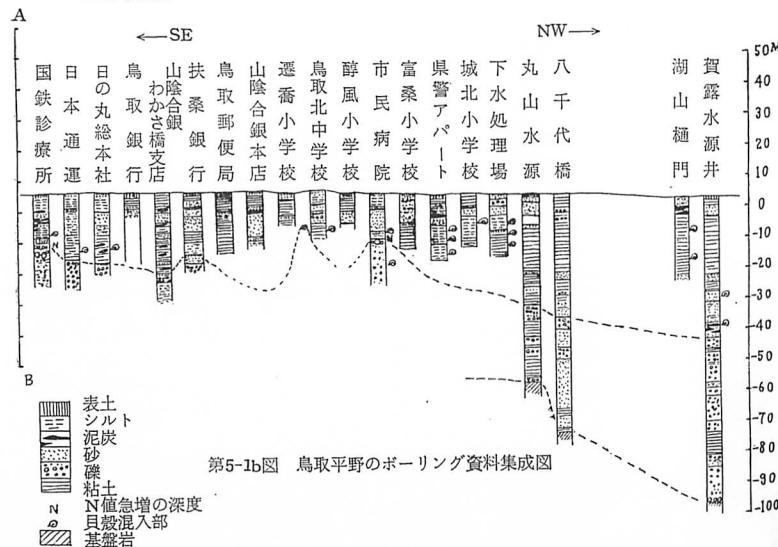 A
←—SE
NW—→
50M
国鉄診療所
日本通運
日の丸総本社
鳥取銀行
山陰合銀
わかさ橋支店
扶桑銀行
鳥取郵便局
山陰合銀本店
遷喬小学校
鳥取北中学校
醇風小学校
市民病院
富桑小学校
県警アパート
城北小学校
下水処理場
丸山水源
八千代橋
湖山樋門
賀露水源井
40
30
20
10
0
-10
-20
-30
-40
-50
-60
-70
-80
-90
-100
N
N
B
表土
シルト
泥炭
砂
礫
粘土
N N値急増の深度
貝殻混入部
基盤岩
第5-1b図 鳥取平野のボーリング資料集成図